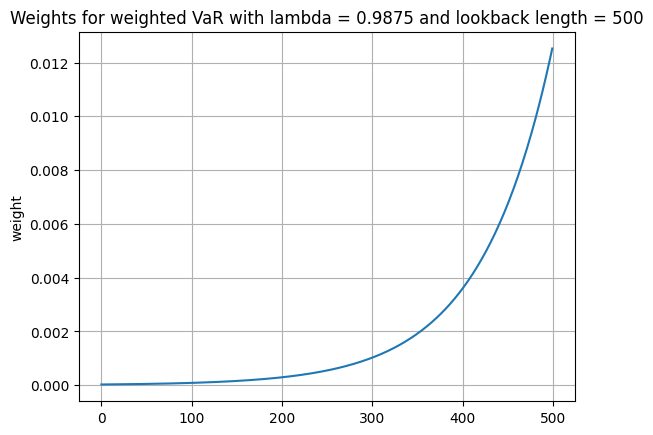 Weights for weighted VaR with lambda = 0.9875 and lookback length = 500
0.012
0.010
0.008
0.006
0.004
0.002
0.000
weight
0 100 200 300 400 500